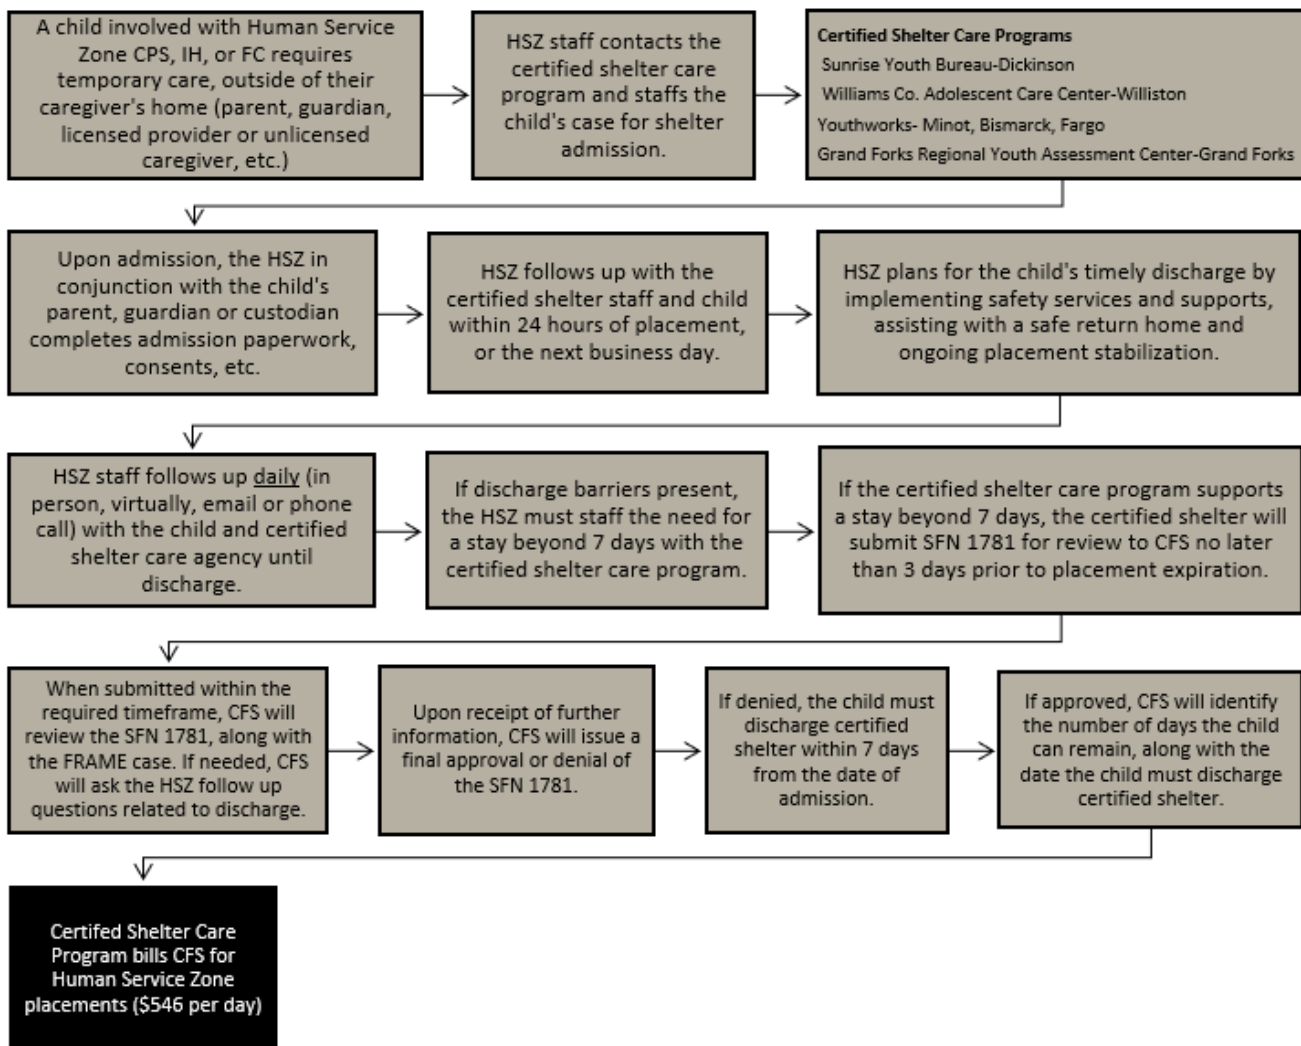 A child involved with Human Service
Zone CPS, IH, or FC requires
temporary care, outside of their
caregiver's home (parent, guardian,
licensed provider or unlicensed
caregiver, etc.)
HSZ staff contacts the
certified shelter care
program and staffs the
child's case for shelter
admission.
Certified Shelter Care Programs
Sunrise Youth Bureau-Dickinson
Williams Co. Adolescent Care Center-Williston
Youthworks- Minot, Bismarck, Fargo
Grand Forks Regional Youth Assessment Center-Grand Forks
Upon admission, the HSZ in
conjunction with the child's
parent, guardian or custodian
completes admission paperwork,
consents, etc.
HSZ follows up with the
certified shelter staff and child
within 24 hours of placement,
or the next business day.
HSZ plans for the child's timely discharge by
implementing safety services and supports,
assisting with a safe return home and
ongoing placement stabilization.
HSZ staff follows up daily (in
person, virtually, email or phone
call) with the child and certified
shelter care agency until
discharge.
If discharge barriers present,
the HSZ must staff the need for
a stay beyond 7 days with the
certified shelter care program.
If the certified shelter care program supports
a stay beyond 7 days, the certified shelter will
submit SFN 1781 for review to CFS no later
than 3 days prior to placement expiration.
When submitted within the
required timeframe, CFS will
review the SFN 1781, along with
the FRAME case. If needed, CFS
will ask the HSZ follow up
questions related to discharge.
Upon receipt of further
information, CFS will issue a
final approval or denial of
the SFN 1781.
If denied, the child must
discharge certified
shelter within 7 days
from the date of
admission.
If approved, CFS will identify
the number of days the child
can remain, along with the
date the child must discharge
certified shelter.
Certifed Shelter Care
Program bills CFS for
Human Service Zone
placements ($546 per day)